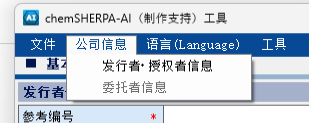 AI chemSHERPA-AI（制作支持）工具
文件 公司信息 语言(Language) 工具
基本
发行者·授权者信息
发行者
委托者信息
参考编号 *